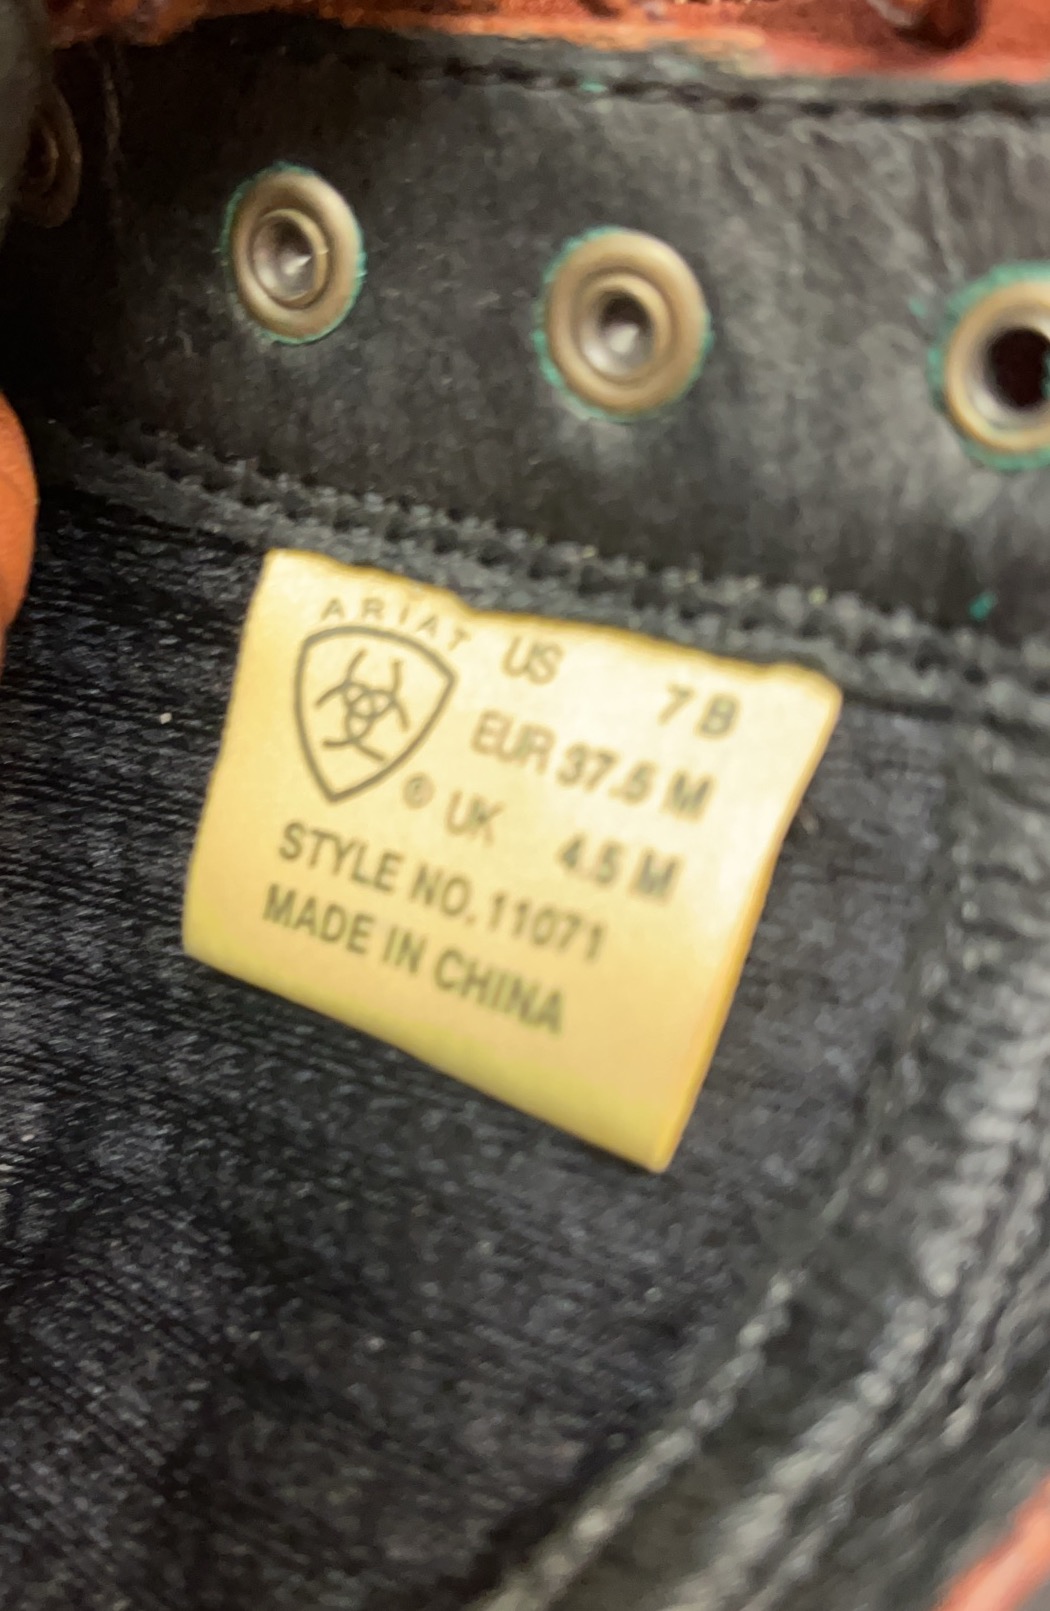 ARIAT
US 7 B
EUR 37.5 M
® UK 4.5 M
STYLE NO. 11071
MADE IN CHINA